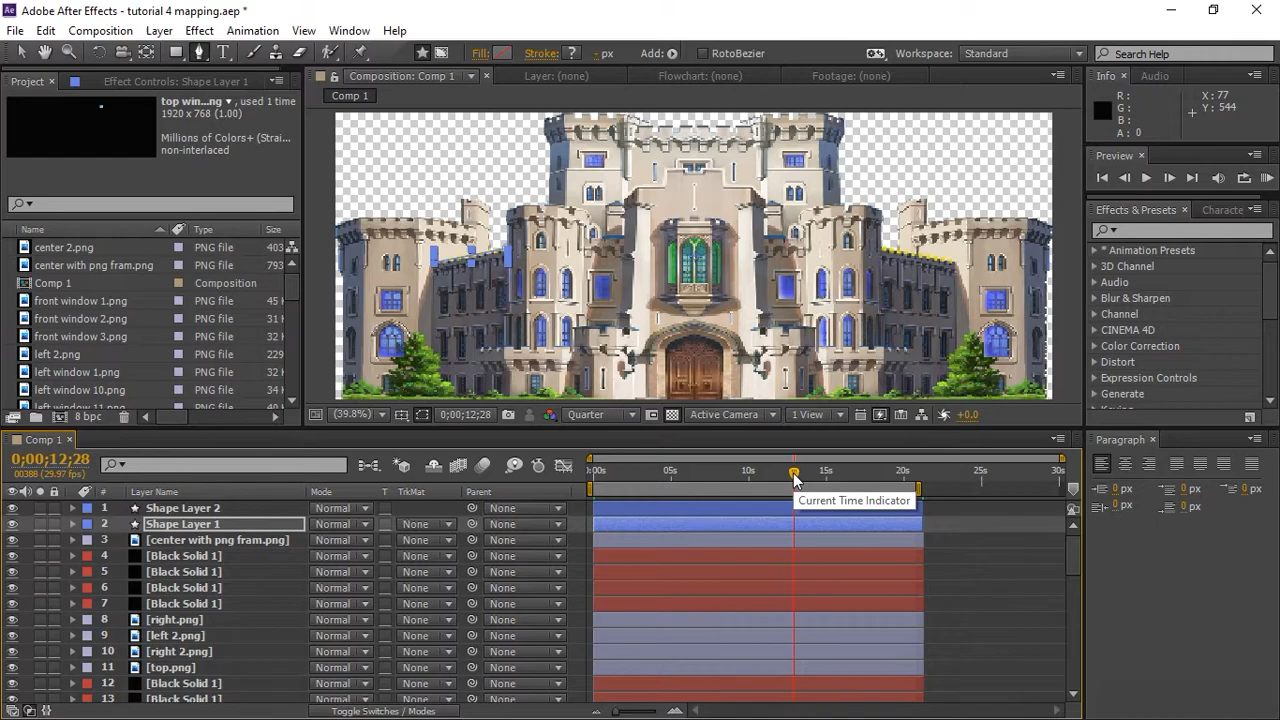 Adobe After Effects - tutorial 4 mapping.aep *
File Edit Composition Layer Effect Animation View Window Help
Fill: Stroke: ? - px Add: RotoBezier Workspace: Standard Search Help
Project Effect Controls: Shape Layer 1
top win...ng ▼, used 1 time
1920 x 768 (1.00)
Millions of Colors+ (Strai...
non-interlaced
Name Type Size
center 2.png PNG file 403
center with png fram.png PNG file 793
Comp 1 Composition
front window 1.png PNG file 45 K
front window 2.png PNG file 31 K
front window 3.png PNG file 32 K
left 2.png PNG file 229
left window 1.png PNG file 32 K
left window 10.png PNG file 34 K
left window 11.png PNG file
8 bpc
Composition: Comp 1 Layer: (none) Flowchart: (none) Footage: (none)
Comp 1
(39.8%) 0;00;12;28 Quarter Active Camera 1 View +0.0
Info Audio
R: X: 77
G: Y: 544
B:
A: 0
Preview
Effects & Presets Characte
* Animation Presets
3D Channel
Audio
Blur & Sharpen
Channel
CINEMA 4D
Color Correction
Distort
Expression Controls
Generate
Comp 1
0;00;12;28
00388 (29.97 fps)
:00s 05s 10s 15s 20s 25s 30s
# Layer Name Mode T TrkMat Parent
Current Time Indicator
1 Shape Layer 2 Normal None
2 Shape Layer 1 Normal None None
3 [center with png fram.png] Normal None None
4 [Black Solid 1] Normal None None
5 [Black Solid 1] Normal None None
6 [Black Solid 1] Normal None None
7 [Black Solid 1] Normal None None
8 [right.png] Normal None None
9 [left 2.png] Normal None None
10 [right 2.png] Normal None None
11 [top.png] Normal None None
12 [Black Solid 1] Normal None None
13 [Black Solid 1] Normal None None
Toggle Switches / Modes
Paragraph
0 px 0 px 0 px
0 px 0 px